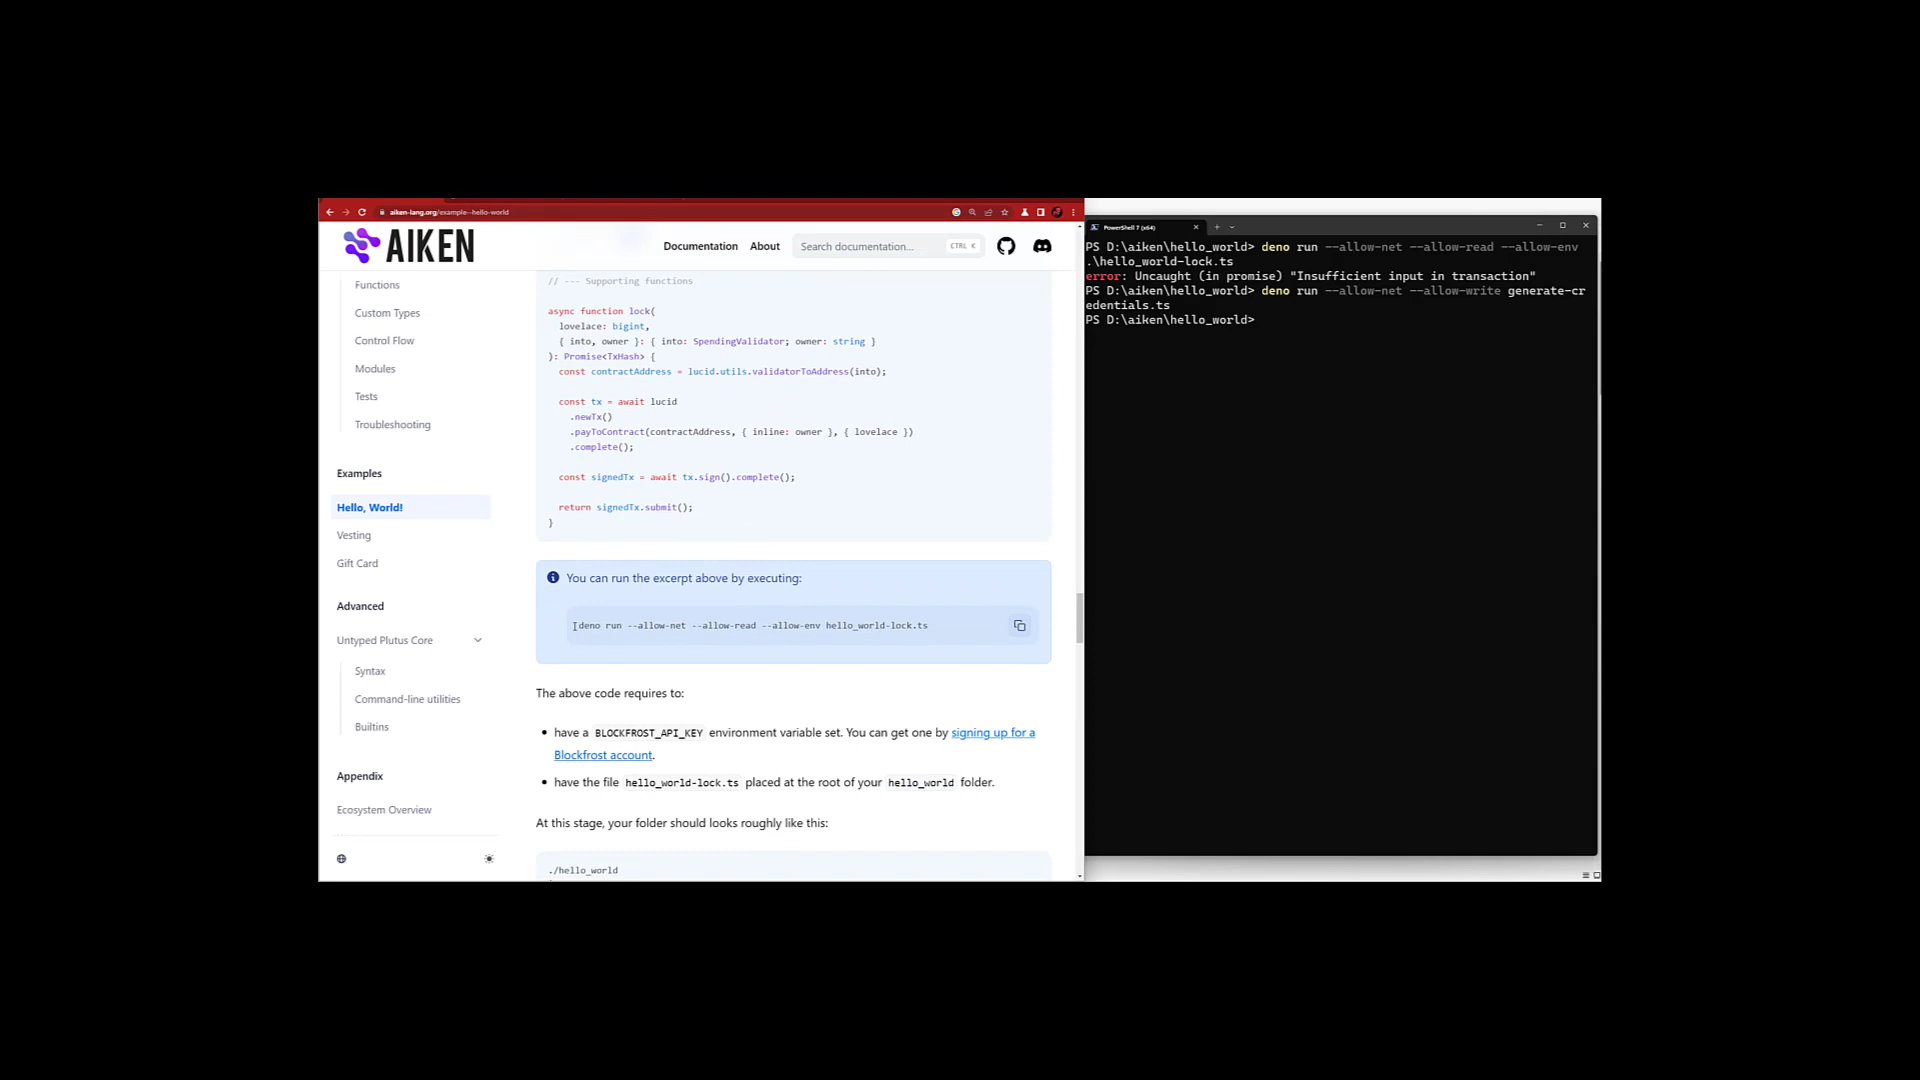 aiken-lang.org/example--hello-world
AIKEN
Documentation
About
Search documentation...
CTRL K
Functions
Custom Types
Control Flow
Modules
Tests
Troubleshooting
Examples
Hello, World!
Vesting
Gift Card
Advanced
Untyped Plutus Core
Syntax
Command-line utilities
Builtins
Appendix
Ecosystem Overview
// --- Supporting functions
async function lock(
lovelace: bigint,
{ into, owner }: { into: SpendingValidator; owner: string }
): Promise<TxHash> {
const contractAddress = lucid.utils.validatorToAddress(into);
const tx = await lucid
.newTx()
.payToContract(contractAddress, { inline: owner }, { lovelace })
.complete();
const signedTx = await tx.sign().complete();
return signedTx.submit();
}
You can run the excerpt above by executing:
deno run --allow-net --allow-read --allow-env hello_world-lock.ts
The above code requires to:
• have a BLOCKFROST_API_KEY environment variable set. You can get one by signing up for a
Blockfrost account.
• have the file hello_world-lock.ts placed at the root of your hello_world folder.
At this stage, your folder should looks roughly like this:
./hello_world
PowerShell 7 (x64)
PS D:\aiken\hello_world> deno run --allow-net --allow-read --allow-env
.\hello_world-lock.ts
error: Uncaught (in promise) "Insufficient input in transaction"
PS D:\aiken\hello_world> deno run --allow-net --allow-write generate-cr
edentials.ts
PS D:\aiken\hello_world>